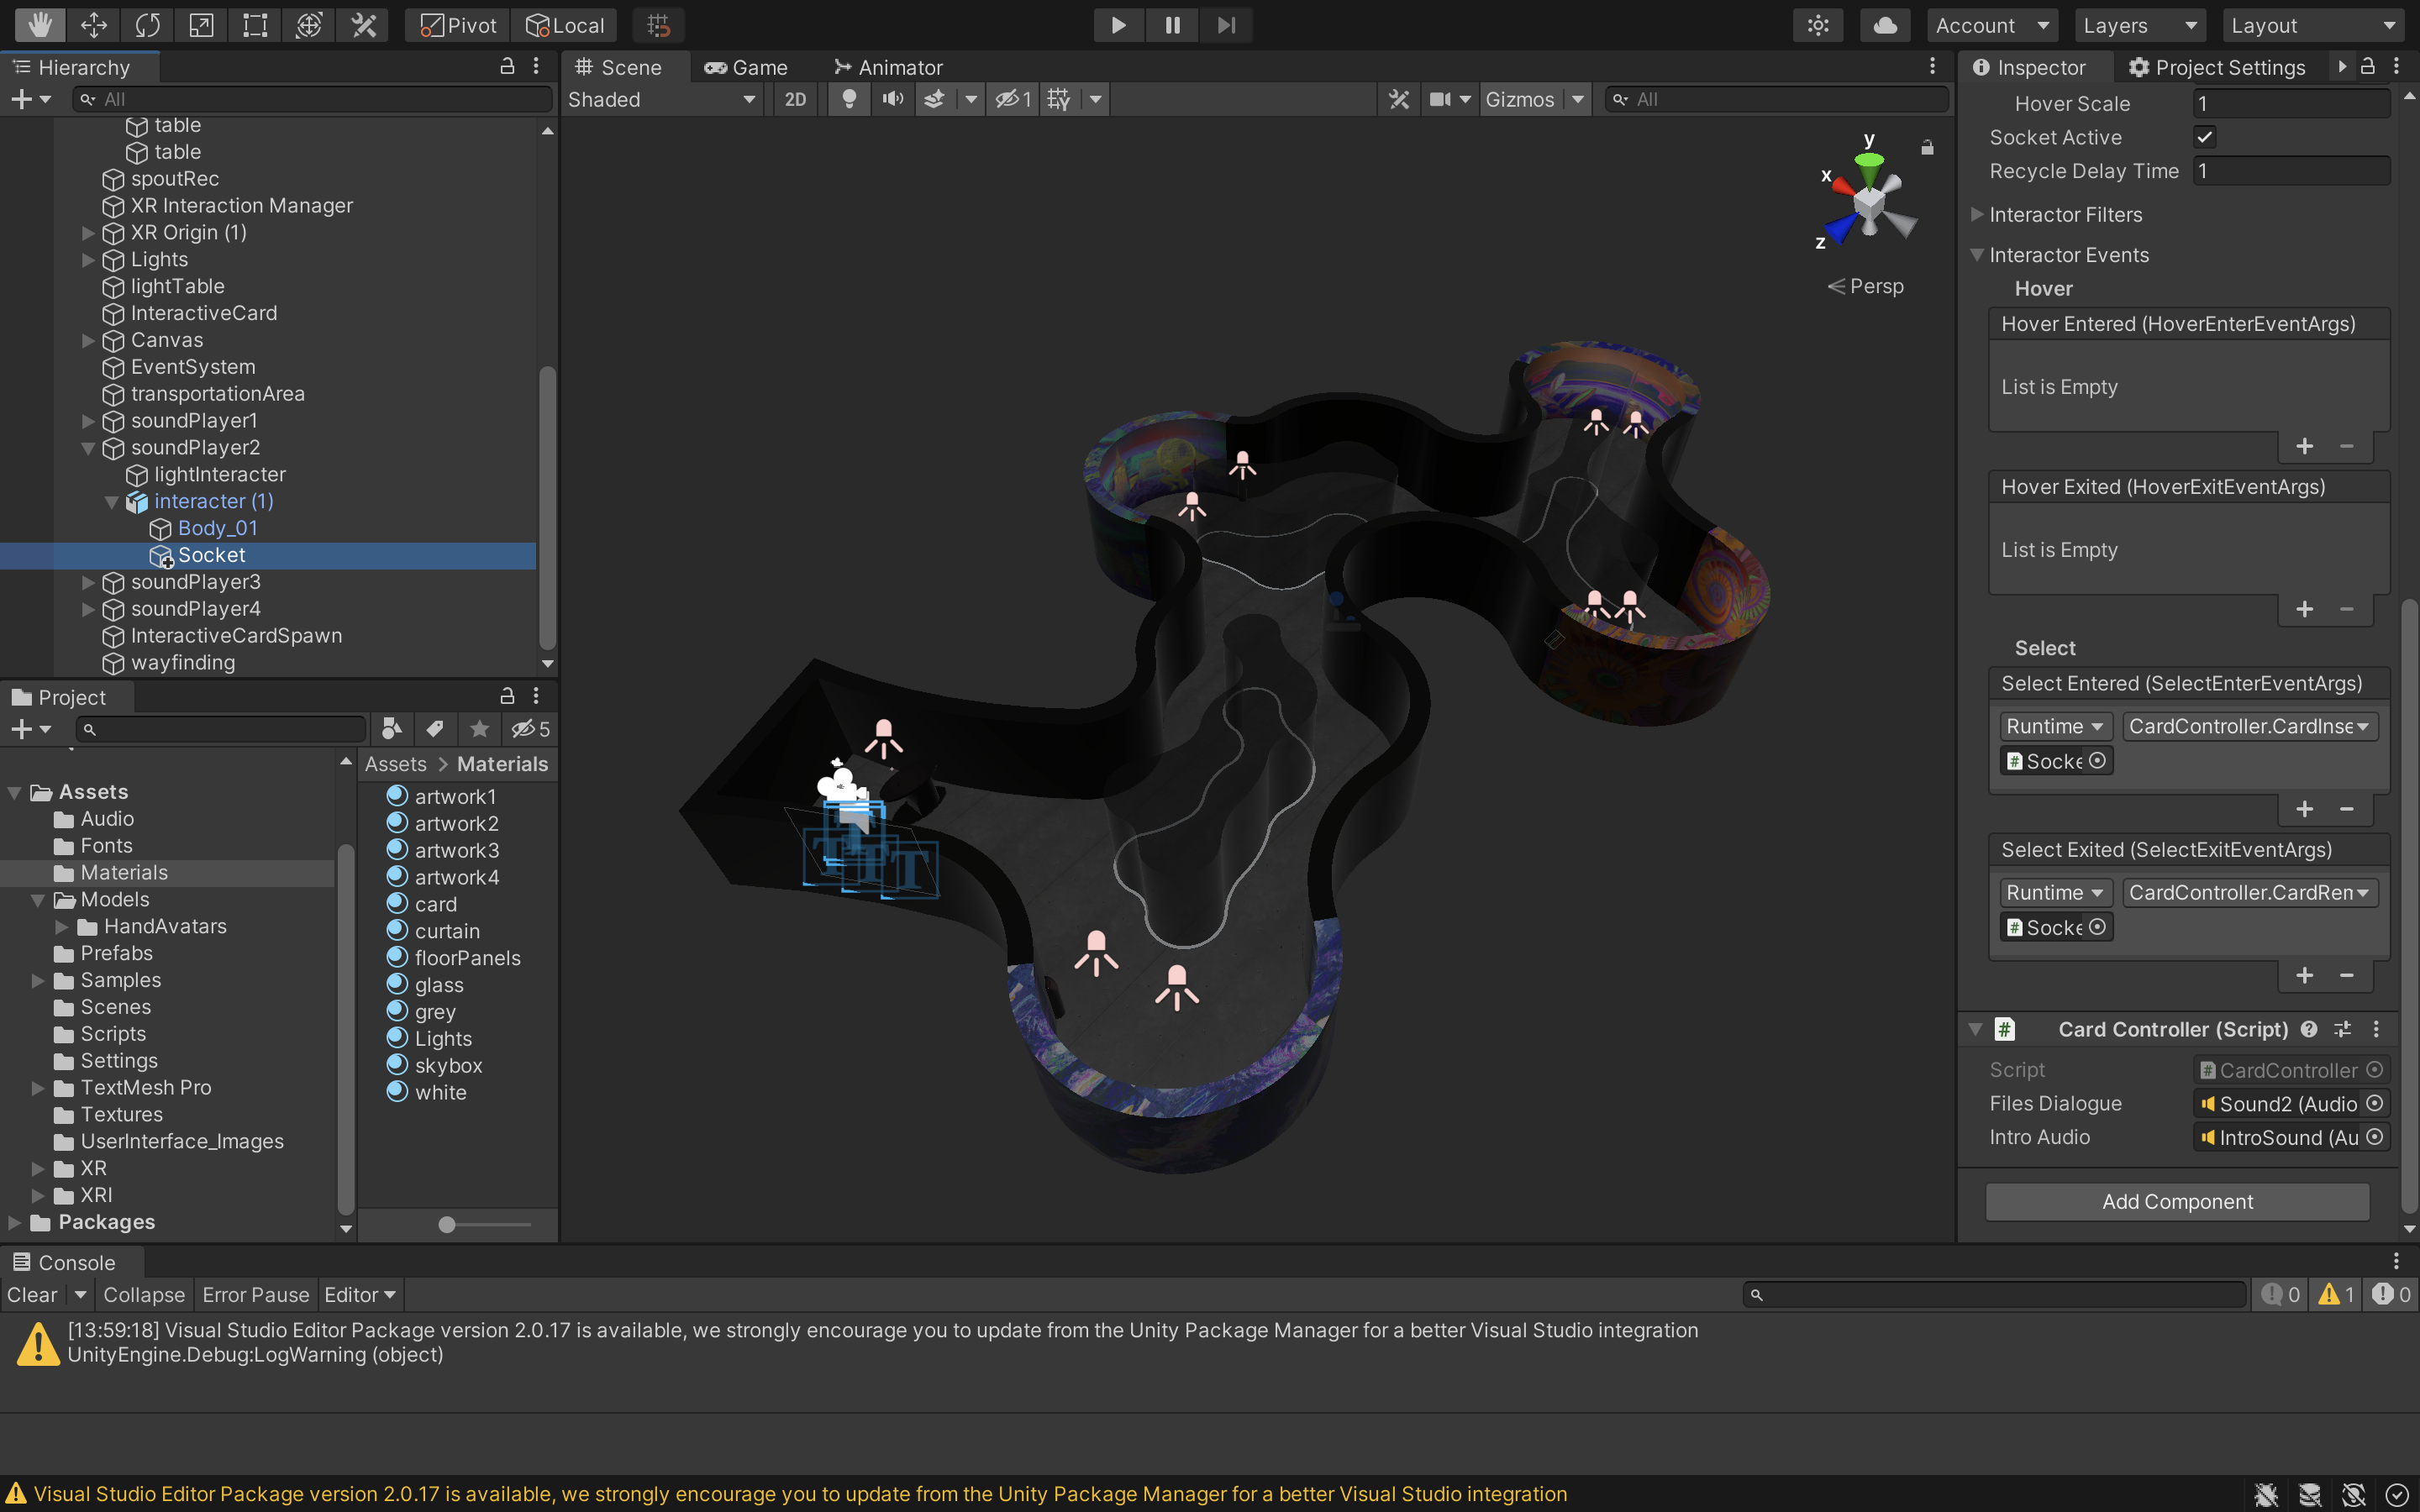 Pivot Local Account Layers Layout
Hierarchy
All
table
table
spoutRec
XR Interaction Manager
XR Origin (1)
Lights
lightTable
InteractiveCard
Canvas
EventSystem
transportationArea
soundPlayer1
soundPlayer2
lightInteracter
interacter (1)
Body_01
Socket
soundPlayer3
soundPlayer4
InteractiveCardSpawn
wayfinding
Project
5
Assets
Audio
Fonts
Materials
Models
HandAvatars
Prefabs
Samples
Scenes
Scripts
Settings
TextMesh Pro
Textures
UserInterface_Images
XR
XRI
Packages
Assets > Materials
artwork1
artwork2
artwork3
artwork4
card
curtain
floorPanels
glass
grey
Lights
skybox
white
Scene Game Animator
Shaded 2D 1 Gizmos All
y
x
z
Persp
Inspector Project Settings
Hover Scale 1
Socket Active
Recycle Delay Time 1
Interactor Filters
Interactor Events
Hover
Hover Entered (HoverEnterEventArgs)
List is Empty
+ −
Hover Exited (HoverExitEventArgs)
List is Empty
+ −
Select
Select Entered (SelectEnterEventArgs)
Runtime CardController.CardInse
# Socke
+ −
Select Exited (SelectExitEventArgs)
Runtime CardController.CardRem
# Socke
+ −
# Card Controller (Script)
Script # CardController
Files Dialogue Sound2 (Audio
Intro Audio IntroSound (Au
Add Component
Console
Clear Collapse Error Pause Editor 0 1 0
[13:59:18] Visual Studio Editor Package version 2.0.17 is available, we strongly encourage you to update from the Unity Package Manager for a better Visual Studio integration
UnityEngine.Debug:LogWarning (object)
Visual Studio Editor Package version 2.0.17 is available, we strongly encourage you to update from the Unity Package Manager for a better Visual Studio integration